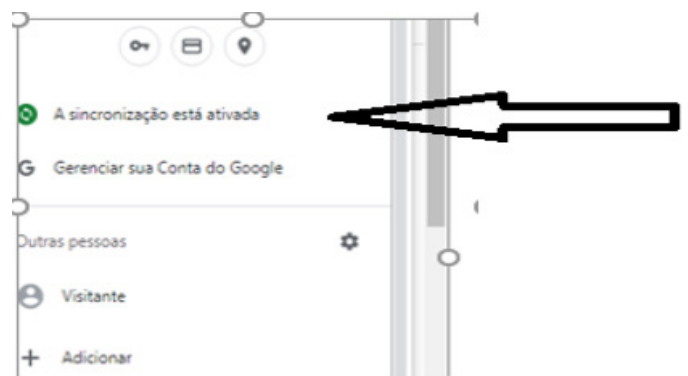 A sincronização está ativada
G Gerenciar sua Conta do Google
Outras pessoas
Visitante
+ Adicionar